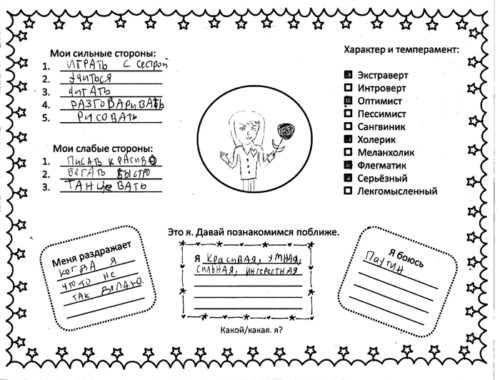 Мои сильные стороны:
1. ИГРАТЬ С СЕСТРОЙ
2. УЧИТЬСЯ
3. ЧИТАТЬ
4. РАЗГОВАРИВАТЬ
5. РИСОВАТЬ
Мои слабые стороны:
1. ПИСАТЬ КРАСИВО
2. БЕГАТЬ БЫСТРО
3. ТАНЦЕВАТЬ
Характер и темперамент:
Экстраверт
Интроверт
Оптимист
Пессимист
Сангвиник
Холерик
Меланхолик
Флегматик
Серьёзный
Легкомысленный
Это я. Давай познакомимся поближе.
Меня раздражает
КОГДА Я
ЧТО-ТО НЕ
ТАК ДЕЛАЮ.
Я КРАСИВАЯ, УМНАЯ,
СИЛЬНАЯ, ИНТЕРЕСНАЯ
Какой/какая я?
Я боюсь
ПАУТИН